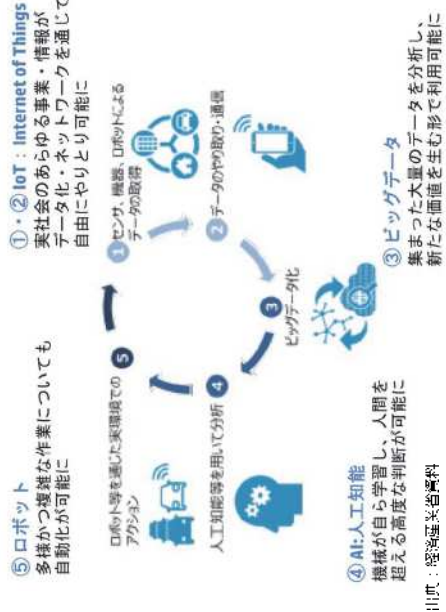 ①・② IoT：Internet of Things
実社会のあらゆる事業・情報が
データ化・ネットワークを通じて
自由にやりとり可能に
① センサ、機器、ロボットによる
データの取得
② データのやり取り・通信
③ ビッグデータ化
③ ビッグデータ
集まった大量のデータを分析し、
新たな価値を生む形で利用可能に
人工知能等を用いて分析 ④
④ AI:人工知能
機械が自ら学習し、人間を
超える高度な判断が可能に
⑤
ロボット等を通じた実環境での
アクション
⑤ ロボット
多様かつ複雑な作業についても
自動化が可能に
出典：経済産業省資料